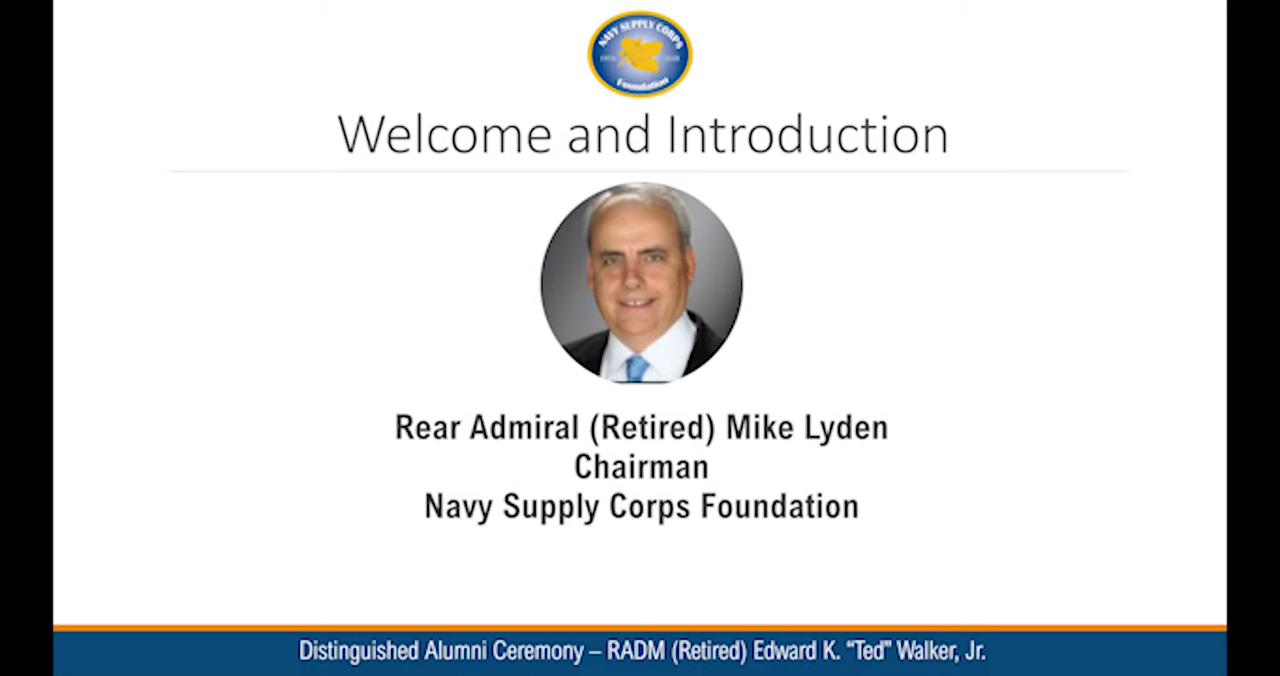 NAVY SUPPLY CORPS
Foundation
Welcome and Introduction
Rear Admiral (Retired) Mike Lyden
Chairman
Navy Supply Corps Foundation
Distinguished Alumni Ceremony – RADM (Retired) Edward K. “Ted” Walker, Jr.